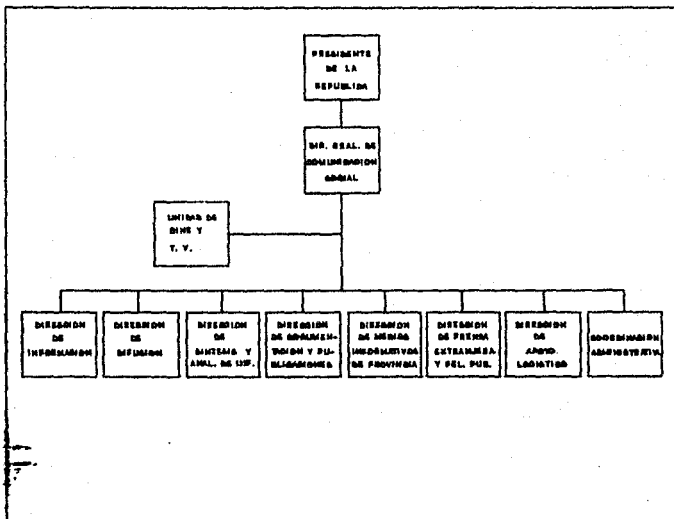 PRESIDENTE
DE LA
REPUBLICA
DIR. GRAL. DE
COMUNICACION
SOCIAL
UNIDAD DE
CINE Y
T. V.
DIRECCION
DE
INFORMACION
DIRECCION
DE
DIFUSION
DIRECCION
DE
SINTESIS Y
ANAL. DE INF.
DIRECCION
DE DOCUMEN-
TACION Y PU-
BLICACIONES
DIRECCION
DE MEDIOS
INFORMATIVOS
DE PROVINCIA
DIRECCION
DE PRENSA
EXTRANJERA
Y REL. PUB.
DIRECCION
DE
APOYO
LOGISTICO
COORDINACION
ADMINISTRATIVA